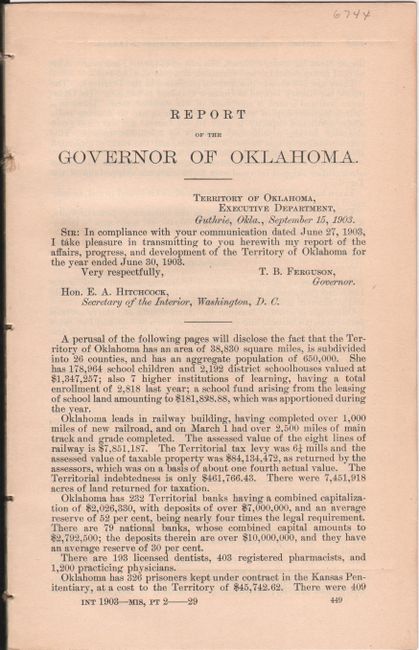 6744
REPORT
OF THE
GOVERNOR OF OKLAHOMA.
TERRITORY OF OKLAHOMA,
EXECUTIVE DEPARTMENT,
Guthrie, Okla., September 15, 1903.
SIR: In compliance with your communication dated June 27, 1903,
I take pleasure in transmitting to you herewith my report of the
affairs, progress, and development of the Territory of Oklahoma for
the year ended June 30, 1903.
Very respectfully, T. B. FERGUSON,
Governor.
Hon. E. A. HITCHCOCK,
Secretary of the Interior, Washington, D. C.
A perusal of the following pages will disclose the fact that the Ter-
ritory of Oklahoma has an area of 38,830 square miles, is subdivided
into 26 counties, and has an aggregate population of 650,000. She
has 178,964 school children and 2,192 district schoolhouses valued at
$1,347,257; also 7 higher institutions of learning, having a total
enrollment of 2,818 last year; a school fund arising from the leasing
of school land amounting to $181,898.88, which was apportioned during
the year.
Oklahoma leads in railway building, having completed over 1,000
miles of new railroad, and on March 1 had over 2,500 miles of main
track and grade completed. The assessed value of the eight lines of
railway is $7,851,187. The Territorial tax levy was 6¼ mills and the
assessed value of taxable property was $84,134,472, as returned by the
assessors, which was on a basis of about one fourth actual value. The
Territorial indebtedness is only $461,766.43. There were 7,451,918
acres of land returned for taxation.
Oklahoma has 232 Territorial banks having a combined capitaliza-
tion of $2,026,330, with deposits of over $7,000,000, and an average
reserve of 52 per cent, being nearly four times the legal requirement.
There are 79 national banks, whose combined capital amounts to
$2,792,500; the deposits therein are over $10,000,000, and they have
an average reserve of 30 per cent.
There are 193 licensed dentists, 403 registered pharmacists, and
1,200 practicing physicians.
Oklahoma has 326 prisoners kept under contract in the Kansas Pen-
itentiary, at a cost to the Territory of $45,742.62. There were 409
INT 1903—MIS, PT 2——29 449